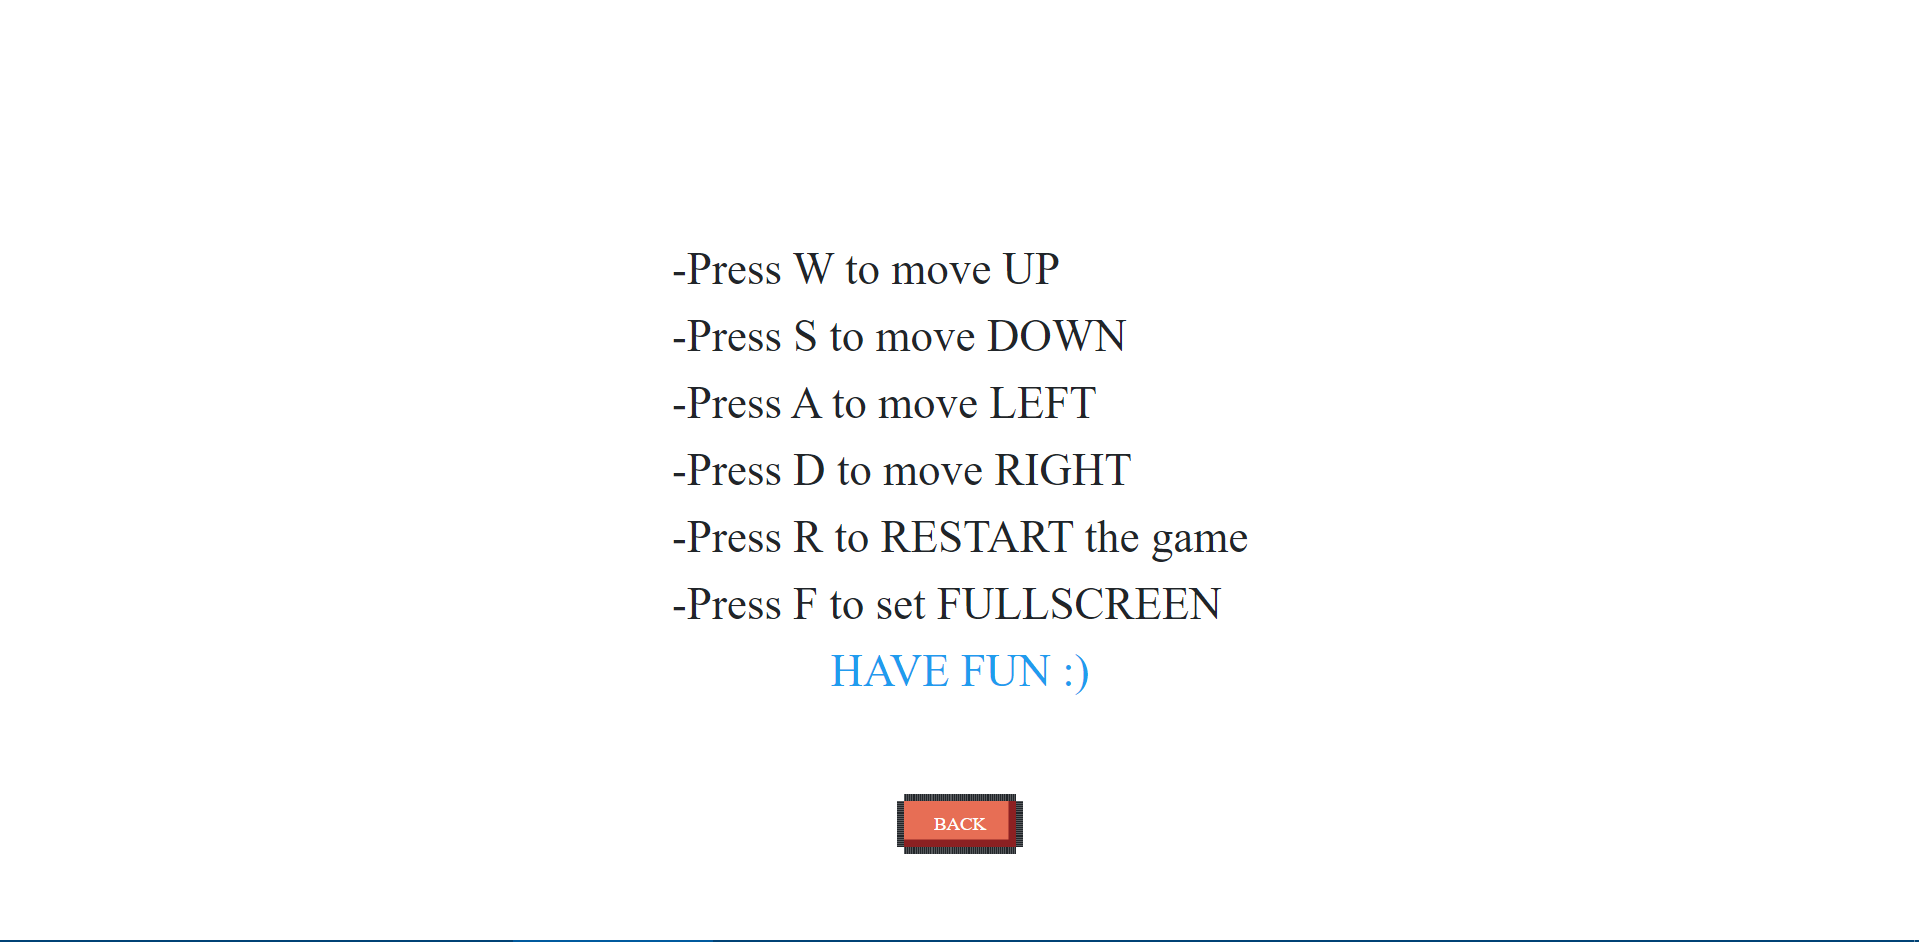 -Press W to move UP
-Press S to move DOWN
-Press A to move LEFT
-Press D to move RIGHT
-Press R to RESTART the game
-Press F to set FULLSCREEN
HAVE FUN :)
BACK